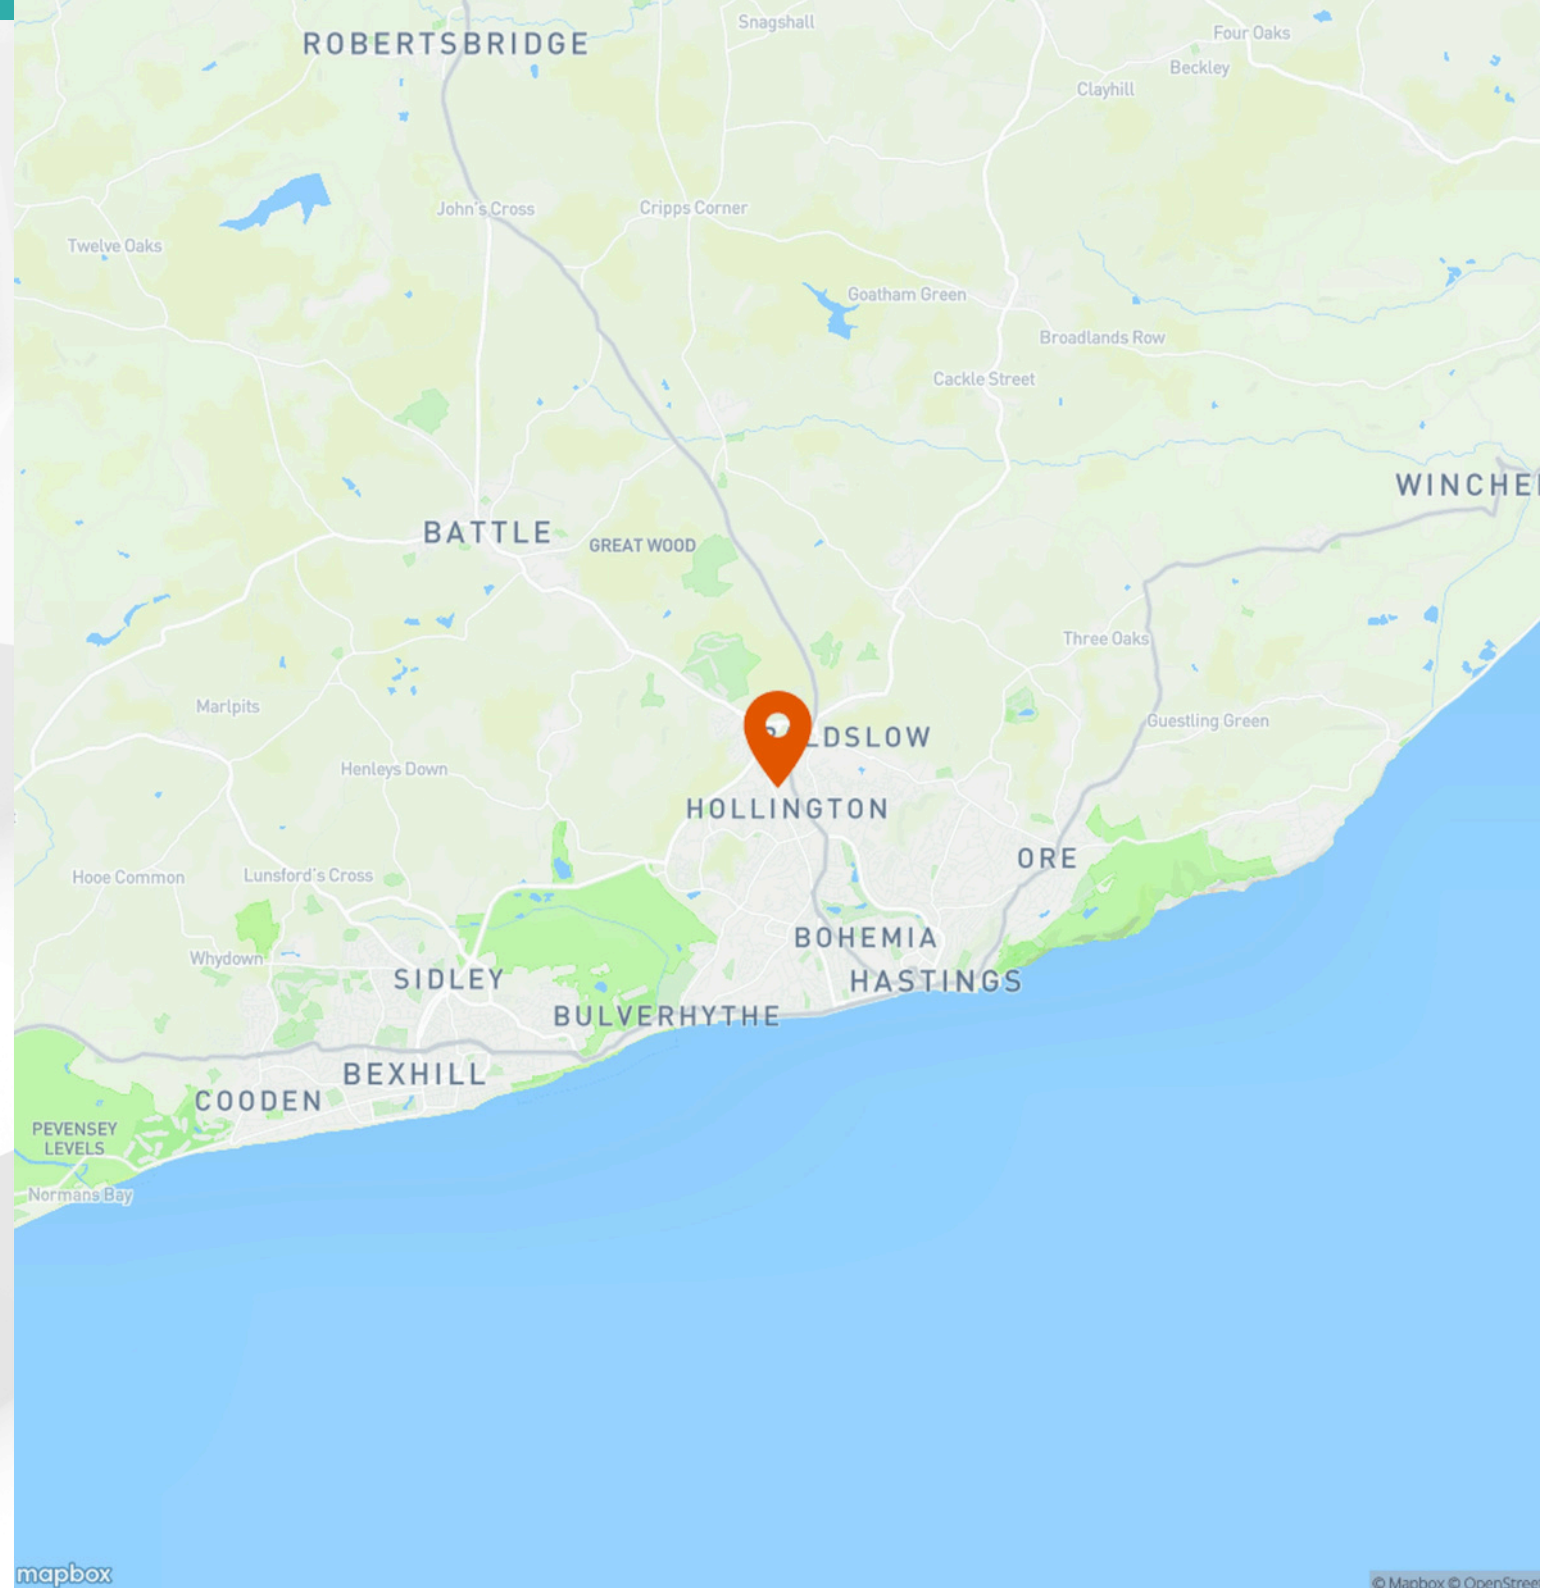 Snagshall
Four Oaks
ROBERTSBRIDGE
Beckley
Clayhill
John's Cross
Cripps Corner
Twelve Oaks
Goatham Green
Broadlands Row
Cackle Street
WINCHE
BATTLE
GREAT WOOD
Three Oaks
Marlpits
Guestling Green
LDSLOW
Henleys Down
HOLLINGTON
ORE
Lunsford's Cross
Hooe Common
BOHEMIA
Whydown
SIDLEY
HASTINGS
BULVERHYTHE
BEXHILL
COODEN
PEVENSEY
LEVELS
Normans Bay
mapbox
© Mapbox © OpenStree